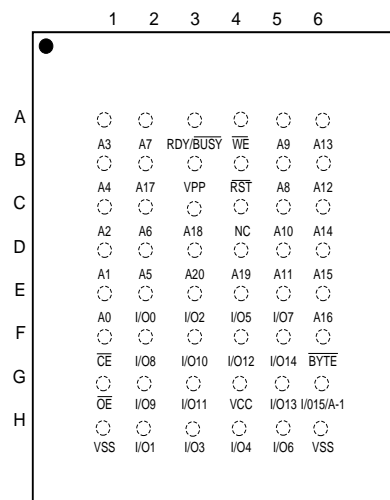 1 2 3 4 5 6
A
A3 A7 RDY/BUSY WE A9 A13
B
A4 A17 VPP RST A8 A12
C
A2 A6 A18 NC A10 A14
D
A1 A5 A20 A19 A11 A15
E
A0 I/O0 I/O2 I/O5 I/O7 A16
F
CE I/O8 I/O10 I/O12 I/O14 BYTE
G
OE I/O9 I/O11 VCC I/O13 I/015/A-1
H
VSS I/O1 I/O3 I/O4 I/O6 VSS